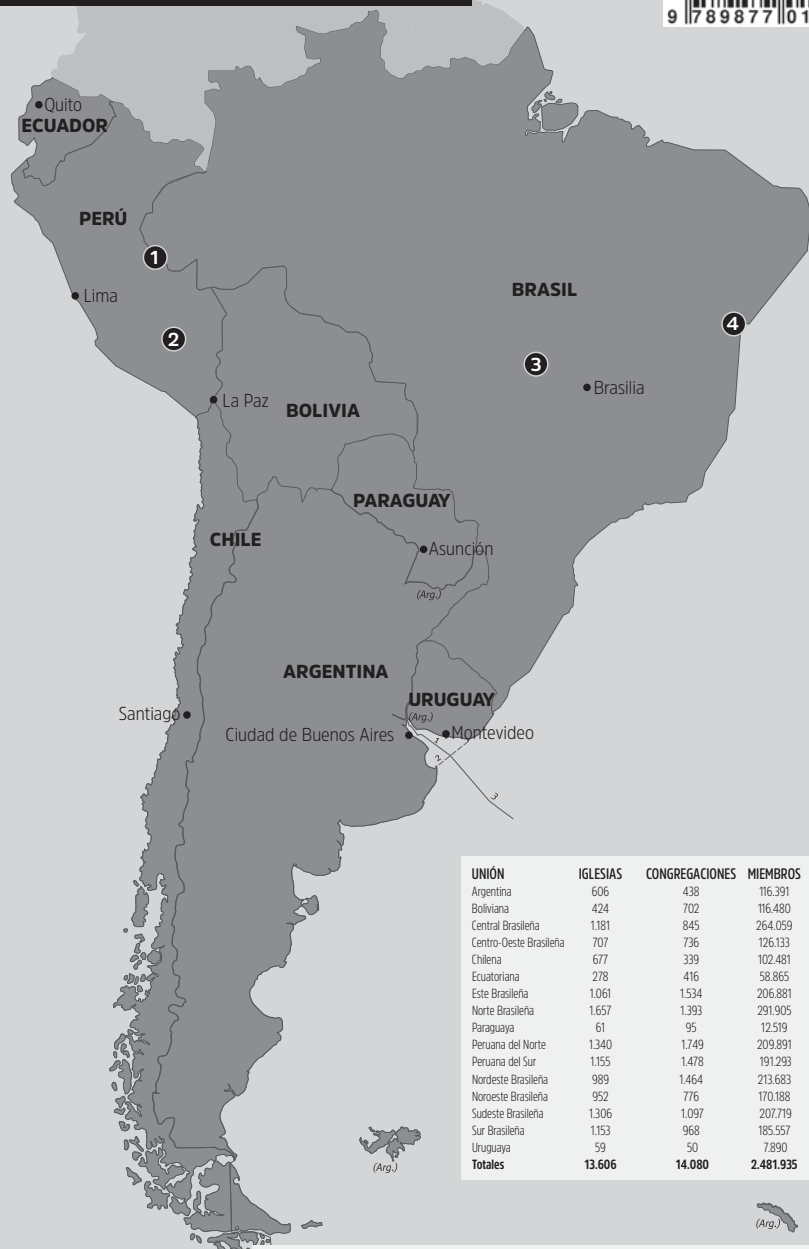 9 789877 01
Quito
ECUADOR
PERÚ
1
Lima
2
BRASIL
4
3
Brasilia
La Paz
BOLIVIA
PARAGUAY
CHILE
Asunción
(Arg.)
ARGENTINA
URUGUAY
(Arg.)
Santiago
Ciudad de Buenos Aires
Montevideo
1
2
3
UNIÓN IGLESIAS CONGREGACIONES MIEMBROS
Argentina 606 438 116.391
Boliviana 424 702 116.480
Central Brasileña 1.181 845 264.059
Centro-Oeste Brasileña 707 736 126.133
Chilena 677 339 102.481
Ecuatoriana 278 416 58.865
Este Brasileña 1.061 1.534 206.881
Norte Brasileña 1.657 1.393 291.905
Paraguaya 61 95 12.519
Peruana del Norte 1.340 1.749 209.891
Peruana del Sur 1.155 1.478 191.293
Nordeste Brasileña 989 1.464 213.683
Noroeste Brasileña 952 776 170.188
Sudeste Brasileña 1.306 1.097 207.719
Sur Brasileña 1.153 968 185.557
Uruguaya 59 50 7.890
Totales 13.606 14.080 2.481.935
(Arg.)
(Arg.)